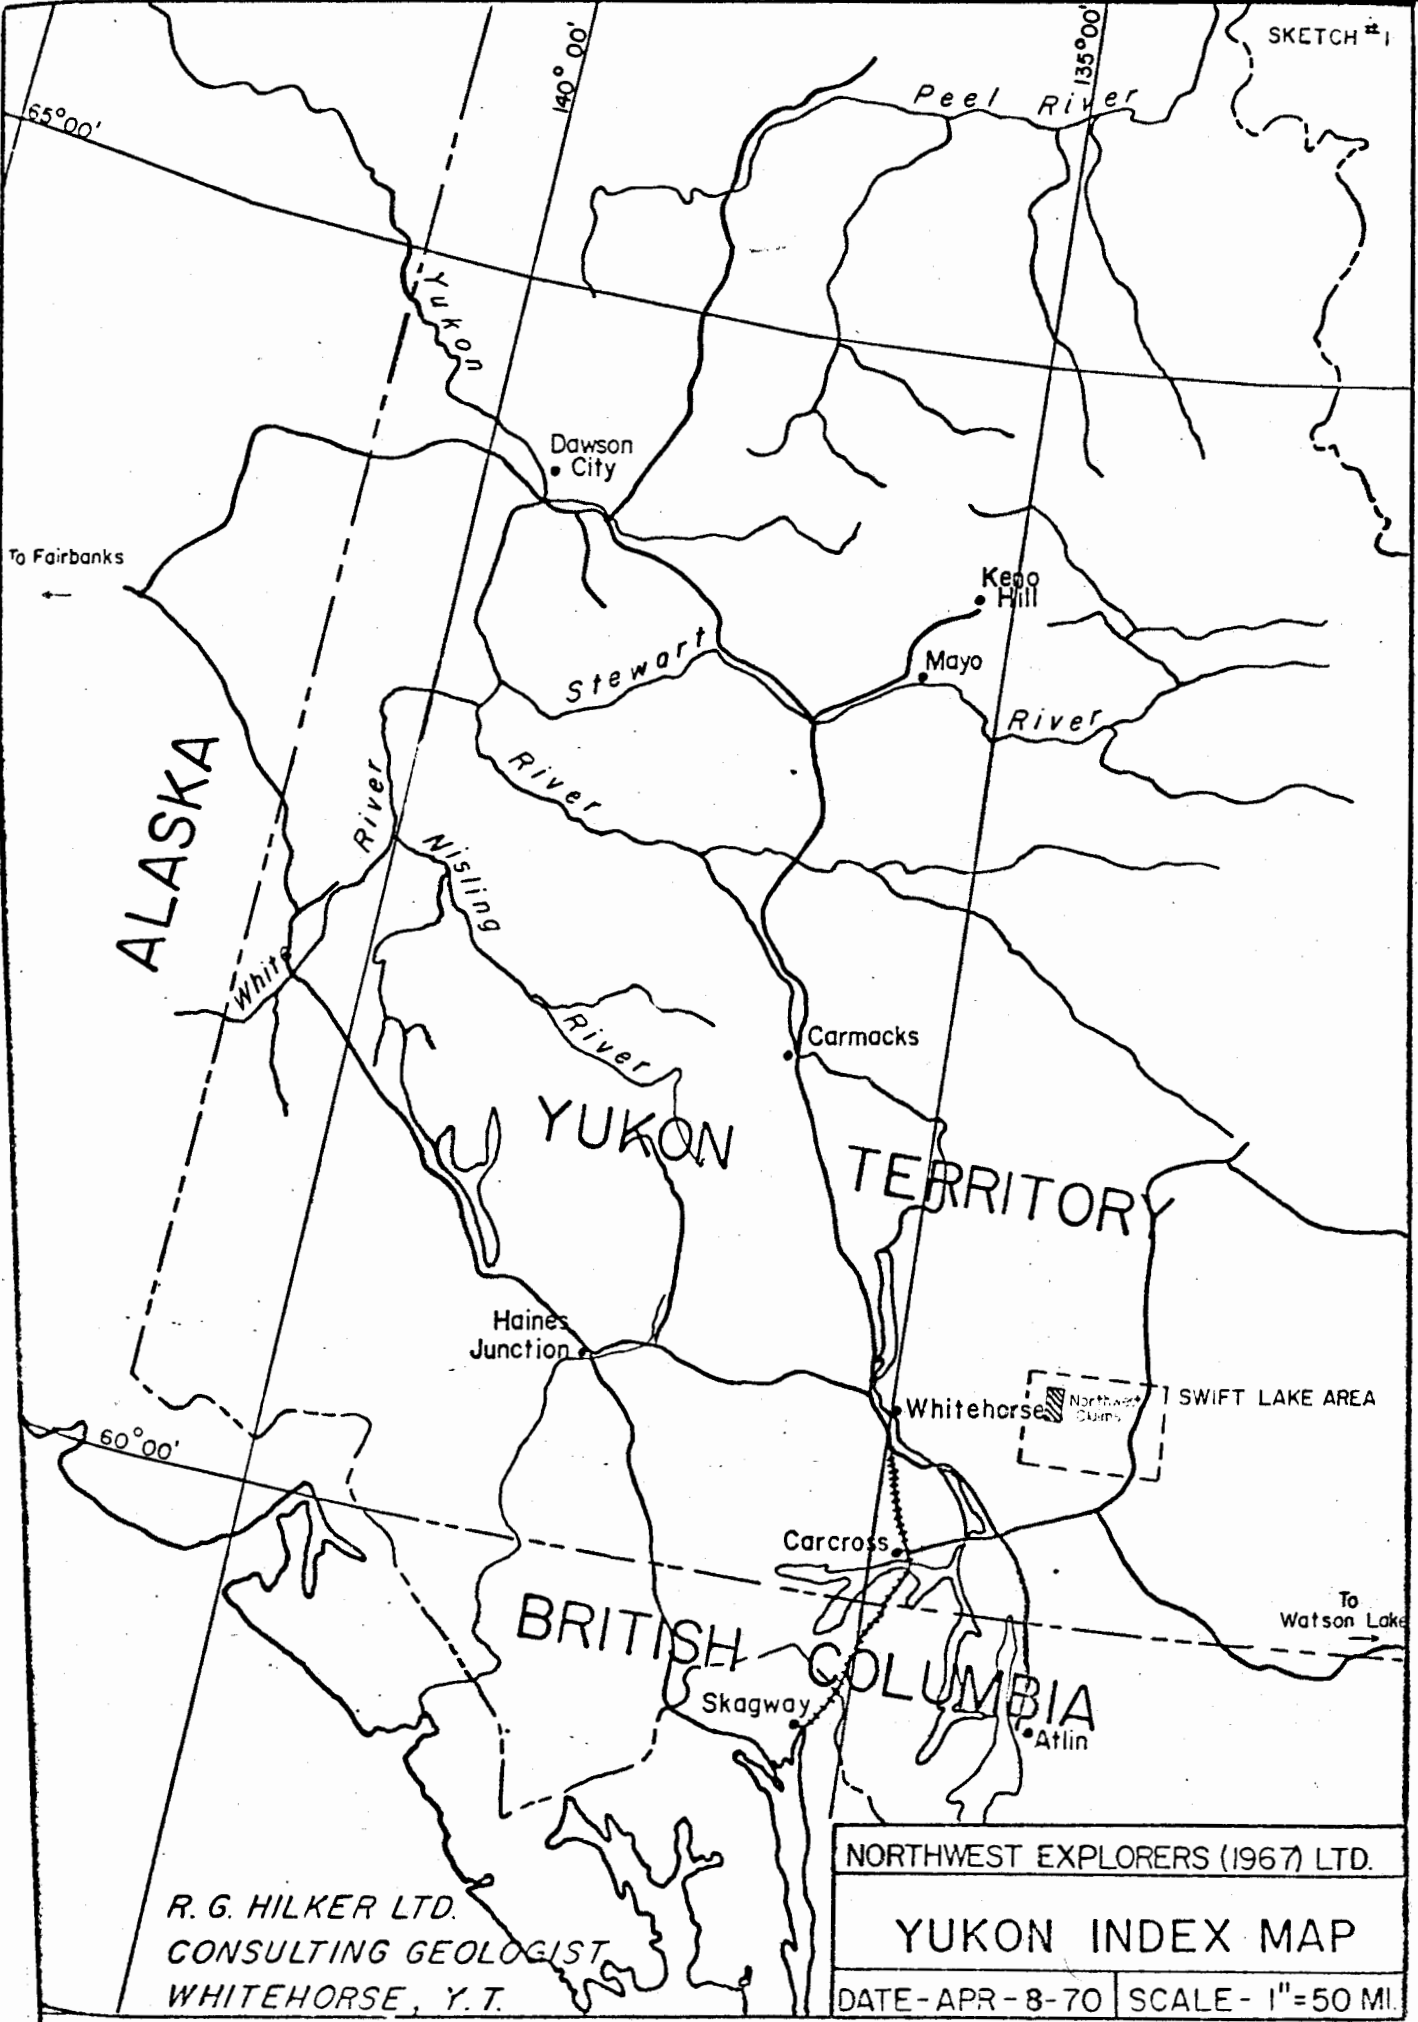 SKETCH #1
65°00'
140° 00'
135°00'
Peel River
Yukon
Dawson
City
To Fairbanks
←
Keno
Hill
Mayo
Stewart
River
River
ALASKA
River
Nisling
White
River
Carmacks
YUKON
TERRITORY
Haines
Junction
Whitehorse
Northwest
Claims
SWIFT LAKE AREA
60°00'
Carcross
To
Watson Lake
→
BRITISH COLUMBIA
Skagway
Atlin
NORTHWEST EXPLORERS (1967) LTD.
YUKON INDEX MAP
DATE-APR-8-70
SCALE- 1"=50 MI.
R. G. HILKER LTD.
CONSULTING GEOLOGIST
WHITEHORSE, Y.T.